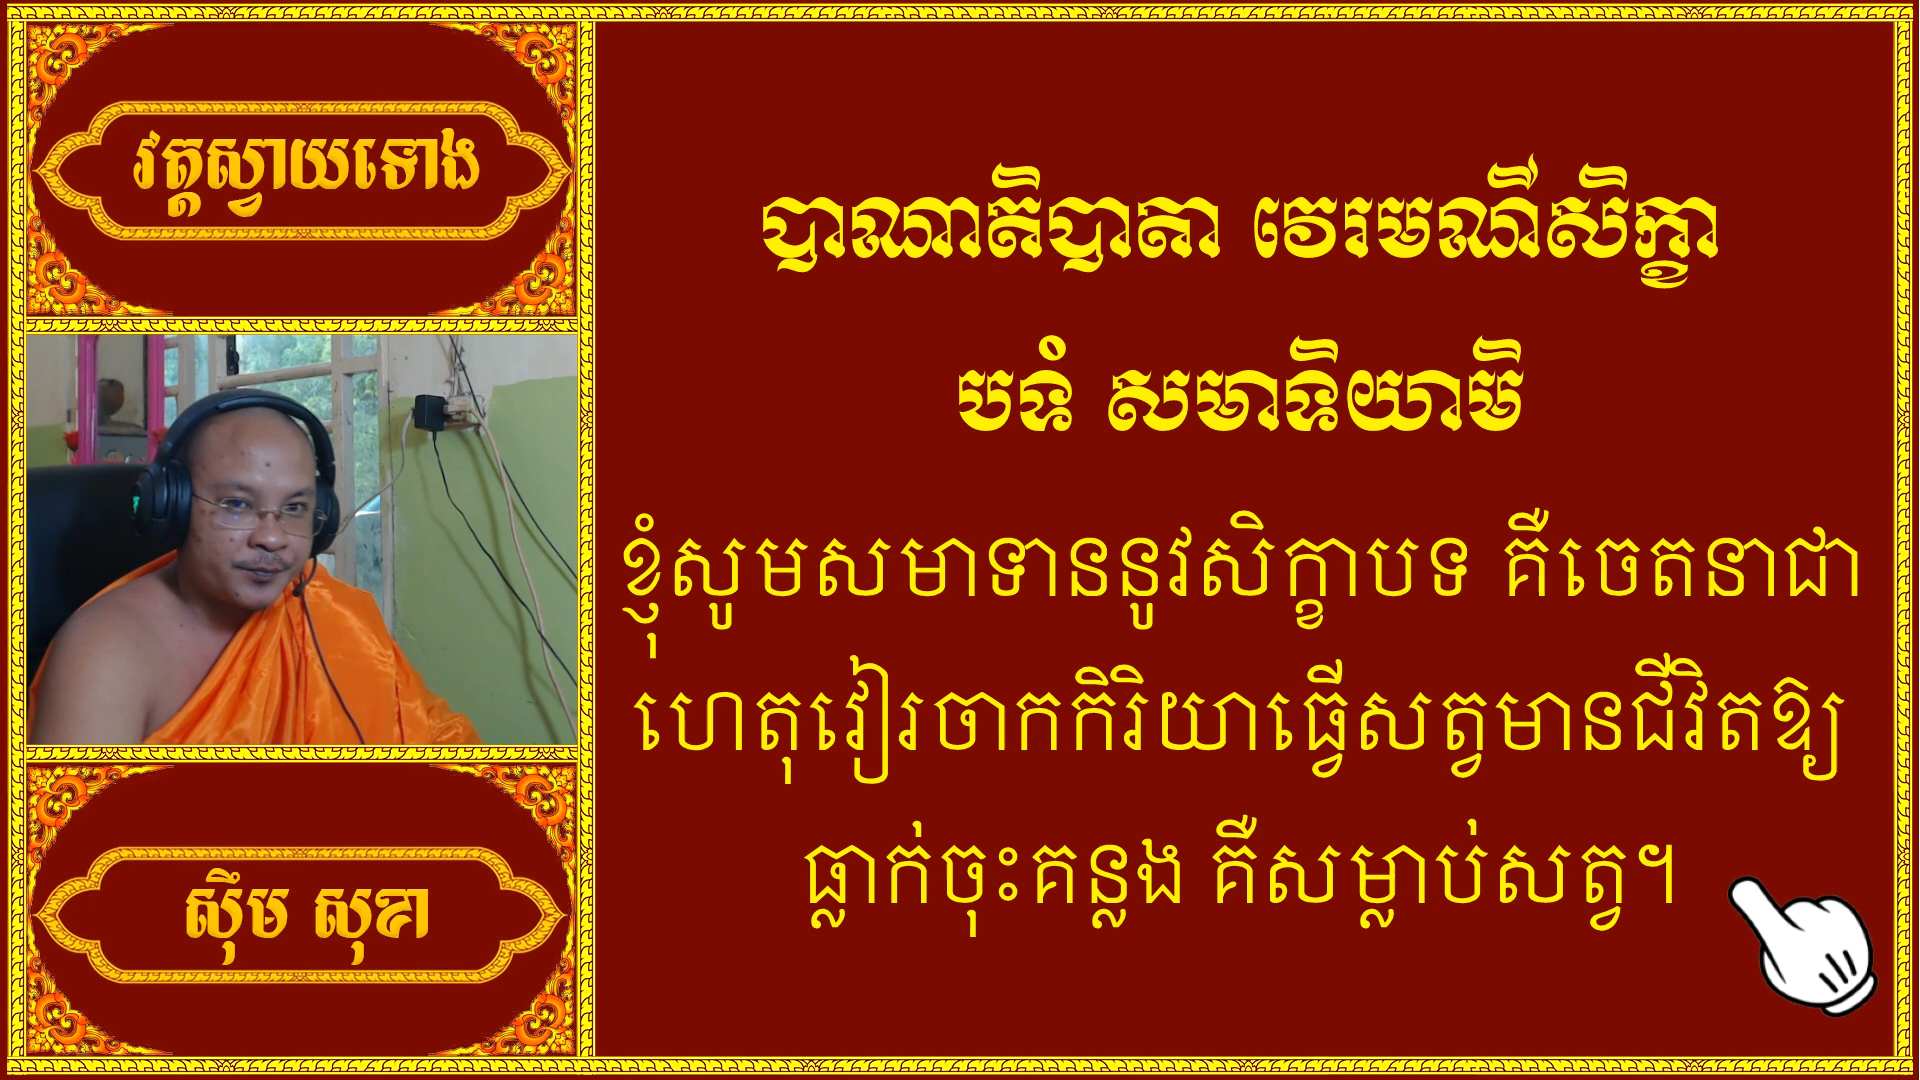 វត្តស្វាយទោង
ស៊ឹម សុខា
បាណាតិបាតា វេរមណីសិក្ខា
បទំ សមាទិយាមិ
ខ្ញុំសូមសមាទាននូវសិក្ខាបទ គឺចេតនាជា
ហេតុវៀរចាកកិរិយាធ្វើសត្វមានជីវិតឱ្យ
ធ្លាក់ចុះគន្លង គឺសម្លាប់សត្វ។